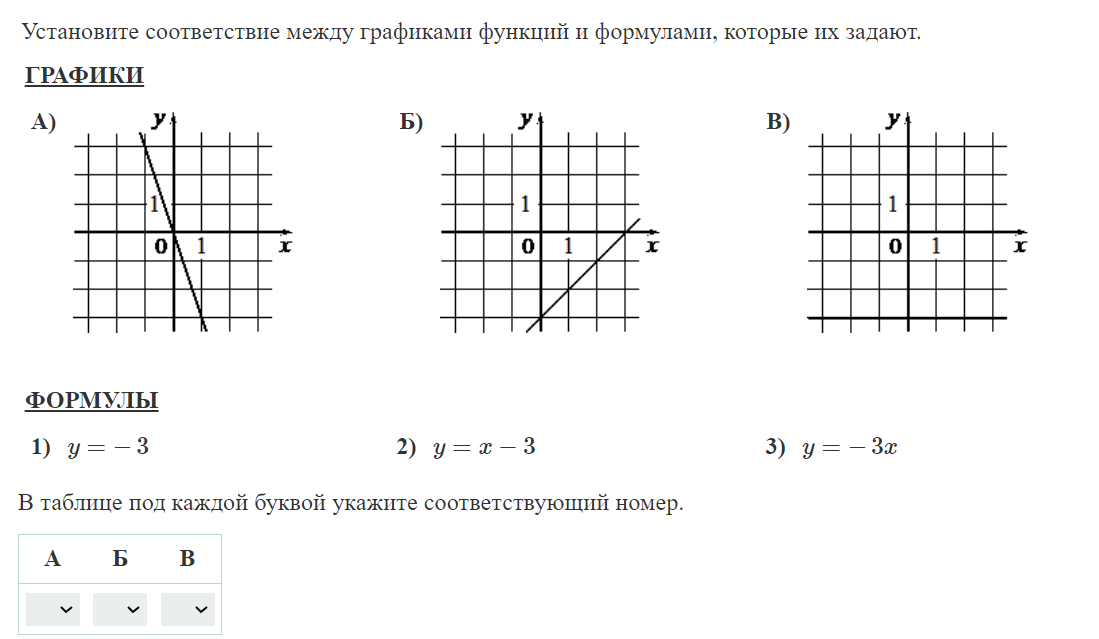 Установите соответствие между графиками функций и формулами, которые их задают.
ГРАФИКИ
А) Б) В)
y y y
1 1 1
0 1 x 0 1 x 0 1 x
ФОРМУЛЫ
1) y = − 3 2) y = x − 3 3) y = − 3x
В таблице под каждой буквой укажите соответствующий номер.
А Б В